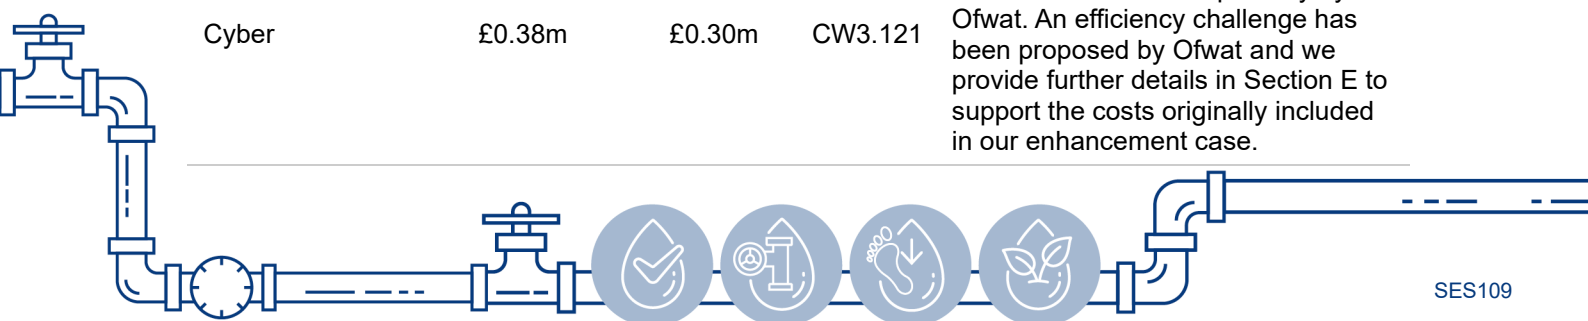 Cyber £0.38m £0.30m CW3.121
Ofwat. An efficiency challenge has
been proposed by Ofwat and we
provide further details in Section E to
support the costs originally included
in our enhancement case.
SES109